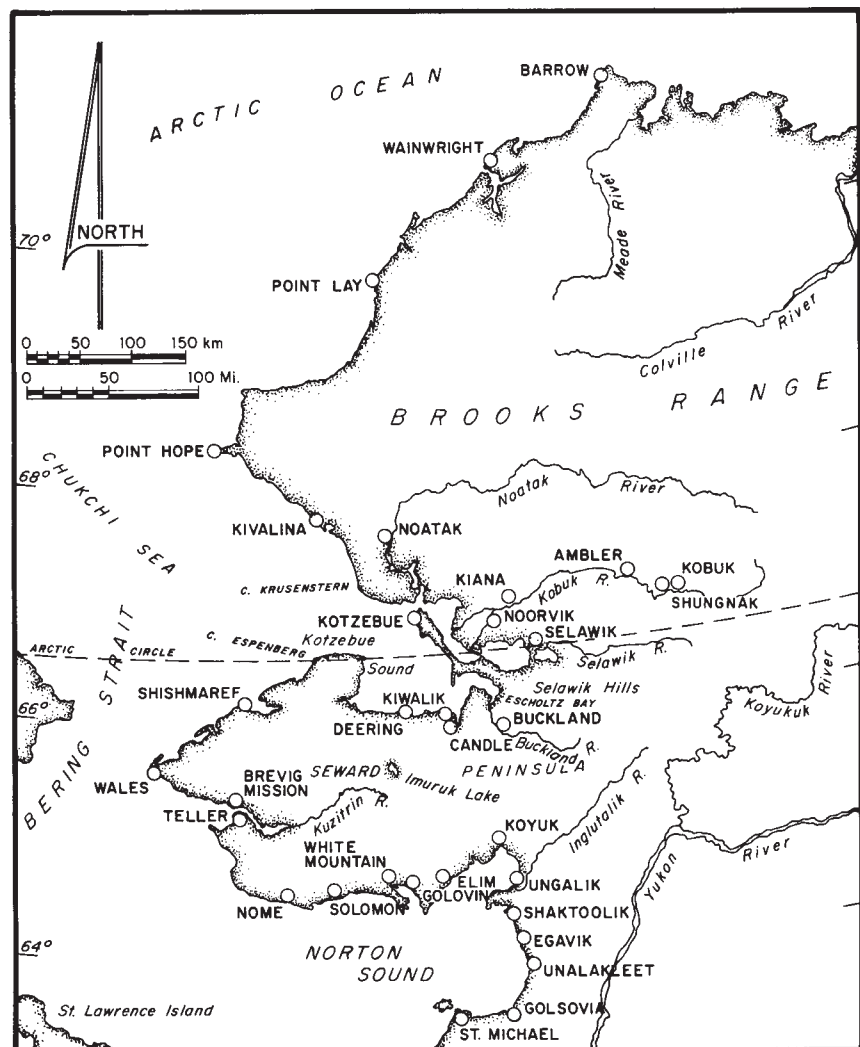 ARCTIC OCEAN
BARROW
WAINWRIGHT
Meade River
NORTH
70°
POINT LAY
0 50 100 150 km
0 50 100 Mi.
Colville River
BROOKS RANGE
POINT HOPE
68°
CHUKCHI SEA
Noatak River
KIVALINA
NOATAK
AMBLER
KOBUK
KIANA
Kobuk R.
SHUNGNAK
C. KRUSENSTERN
KOTZEBUE
NOORVIK
SELAWIK
C. ESPENBERG
Kotzebue
Sound
ARCTIC CIRCLE
Selawik R.
BERING STRAIT
SHISHMAREF
Selawik Hills
ESCHOLTZ BAY
Koyukuk River
66°
KIWALIK
DEERING
BUCKLAND
CANDLE
Buckland R.
WALES
BREVIG
MISSION
SEWARD PENINSULA
Imuruk Lake
TELLER
Kuzitrin R.
KOYUK
Inglutalik R.
WHITE
MOUNTAIN
Yukon River
ELIM
GOLOVIN
UNGALIK
NOME
SOLOMON
SHAKTOOLIK
EGAVIK
64°
NORTON
SOUND
UNALAKLEET
St. Lawrence Island
GOLSOVIA
ST. MICHAEL